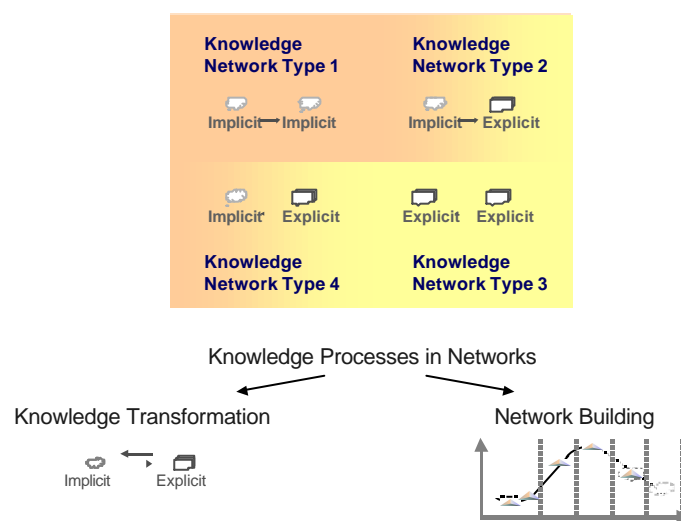 Knowledge Knowledge
Network Type 1 Network Type 2
Implicit Implicit Implicit Explicit
Implicit Explicit Explicit Explicit
Knowledge Knowledge
Network Type 4 Network Type 3
Knowledge Processes in Networks
Knowledge Transformation Network Building
Implicit Explicit